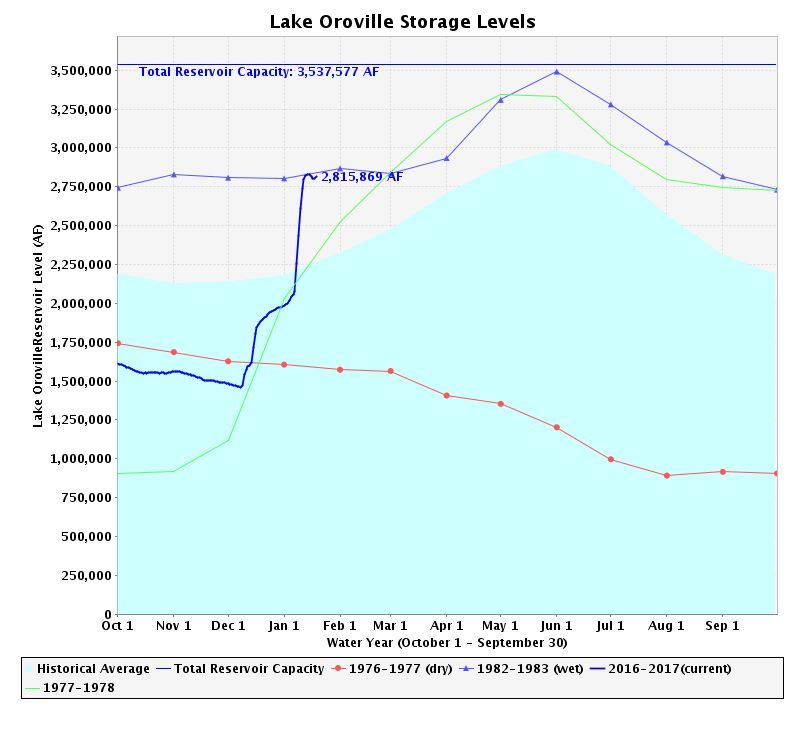 Lake Oroville Storage Levels
Total Reservoir Capacity: 3,537,577 AF
2,815,869 AF
Lake OrovilleReservoir Level (AF)
3,500,000
3,250,000
3,000,000
2,750,000
2,500,000
2,250,000
2,000,000
1,750,000
1,500,000
1,250,000
1,000,000
750,000
500,000
250,000
0
Oct 1 Nov 1 Dec 1 Jan 1 Feb 1 Mar 1 Apr 1 May 1 Jun 1 Jul 1 Aug 1 Sep 1
Water Year (October 1 - September 30)
Historical Average Total Reservoir Capacity 1976-1977 (dry) 1982-1983 (wet) 2016-2017(current)
1977-1978